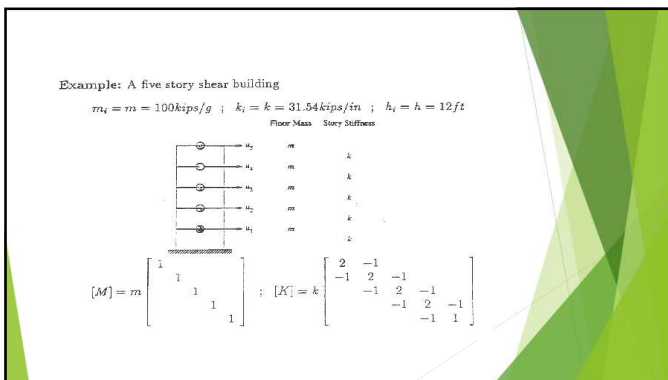 Example: A five story shear building
m_i = m = 100kips/g ; k_i = k = 31.54kips/in ; h_i = h = 12ft
Floor Mass Story Stiffness
u_5 m
k
u_4 m
k
u_3 m
k
u_2 m
k
u_1 m
k
[M] = m [1 1 1 1 1] ; [K] = k [2 -1
-1 2 -1
-1 2 -1
-1 2 -1
-1 1]